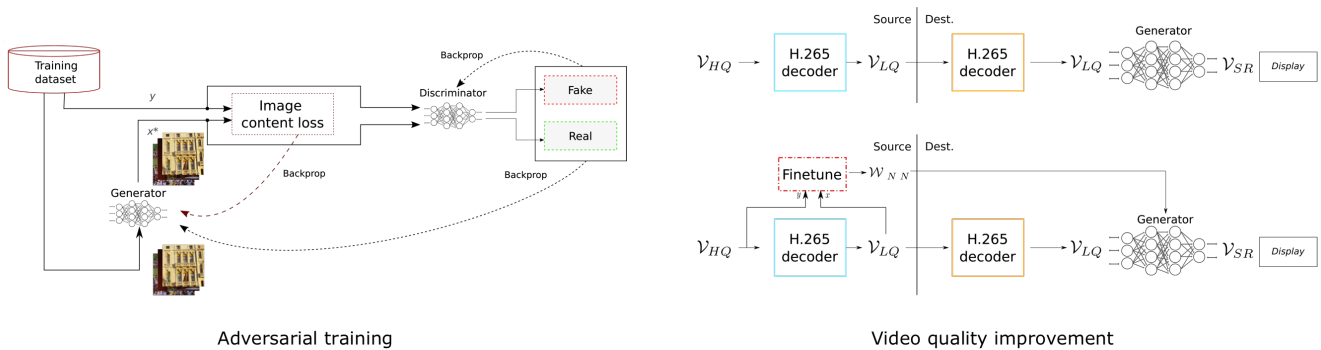 Training
dataset
y
x*
Image
content loss
Backprop
Generator
Backprop
Discriminator
Fake
Real
Backprop
Adversarial training
Source
Dest.
V_HQ
H.265
decoder
V_LQ
H.265
decoder
V_LQ
Generator
V_SR
Display
Source
Dest.
Finetune
W_NN
y
x
V_HQ
H.265
decoder
V_LQ
H.265
decoder
V_LQ
Generator
V_SR
Display
Video quality improvement